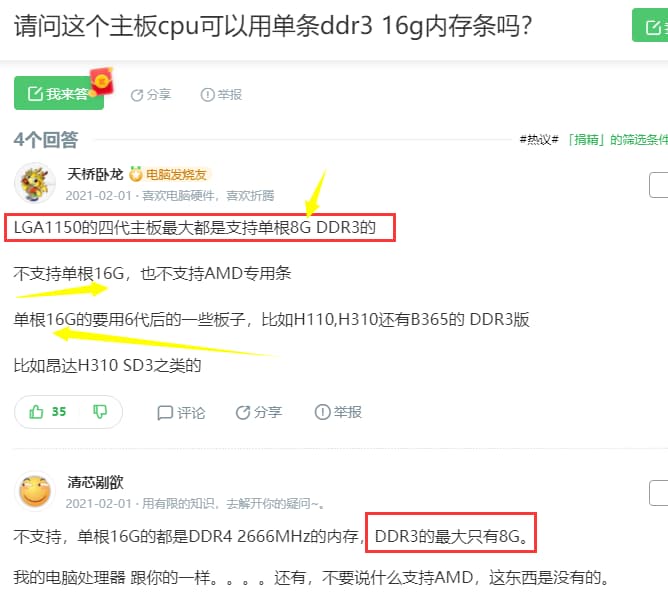 请问这个主板cpu可以用单条ddr3 16g内存条吗?
我来答
分享
举报
4个回答
#热议#
「捐精」的筛选条件
天桥卧龙
电脑发烧友
2021-02-01 · 喜欢电脑硬件，喜欢折腾
LGA1150的四代主板最大都是支持单根8G DDR3的
不支持单根16G，也不支持AMD专用条
单根16G的要用6代后的一些板子，比如H110,H310还有B365的 DDR3版
比如昂达H310 SD3之类的
35
评论
分享
举报
清芯剐欲
2021-02-01 · 用有限的知识，去解开你的疑问~。
不支持，单根16G的都是DDR4 2666MHz的内存，DDR3的最大只有8G。
我的电脑处理器 跟你的一样。。。。还有，不要说什么支持AMD，这东西是没有的。